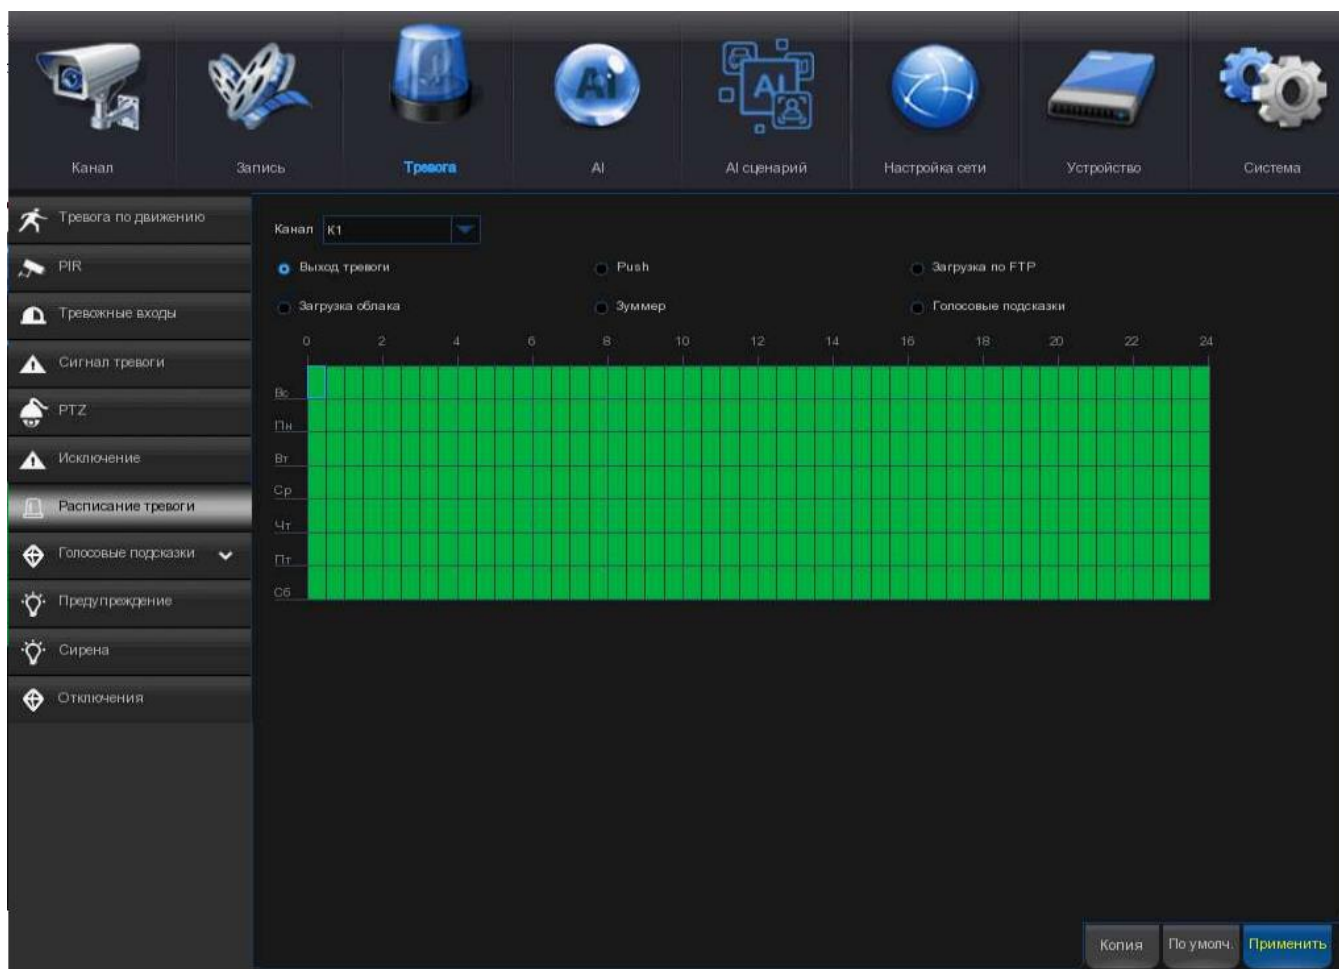 Канал Запись Тревога AI AI сценарий Настройка сети Устройство Система
Тревога по движению
PIR
Тревожные входы
Сигнал тревоги
PTZ
Исключение
Расписание тревоги
Голосовые подсказки
Предупреждение
Сирена
Отключения
Канал K1
Выход тревоги Push Загрузка по FTP
Загрузка облака Зуммер Голосовые подсказки
0 2 4 6 8 10 12 14 16 18 20 22 24
Вс
Пн
Вт
Ср
Чт
Пт
Сб
Копия По умолч. Применить